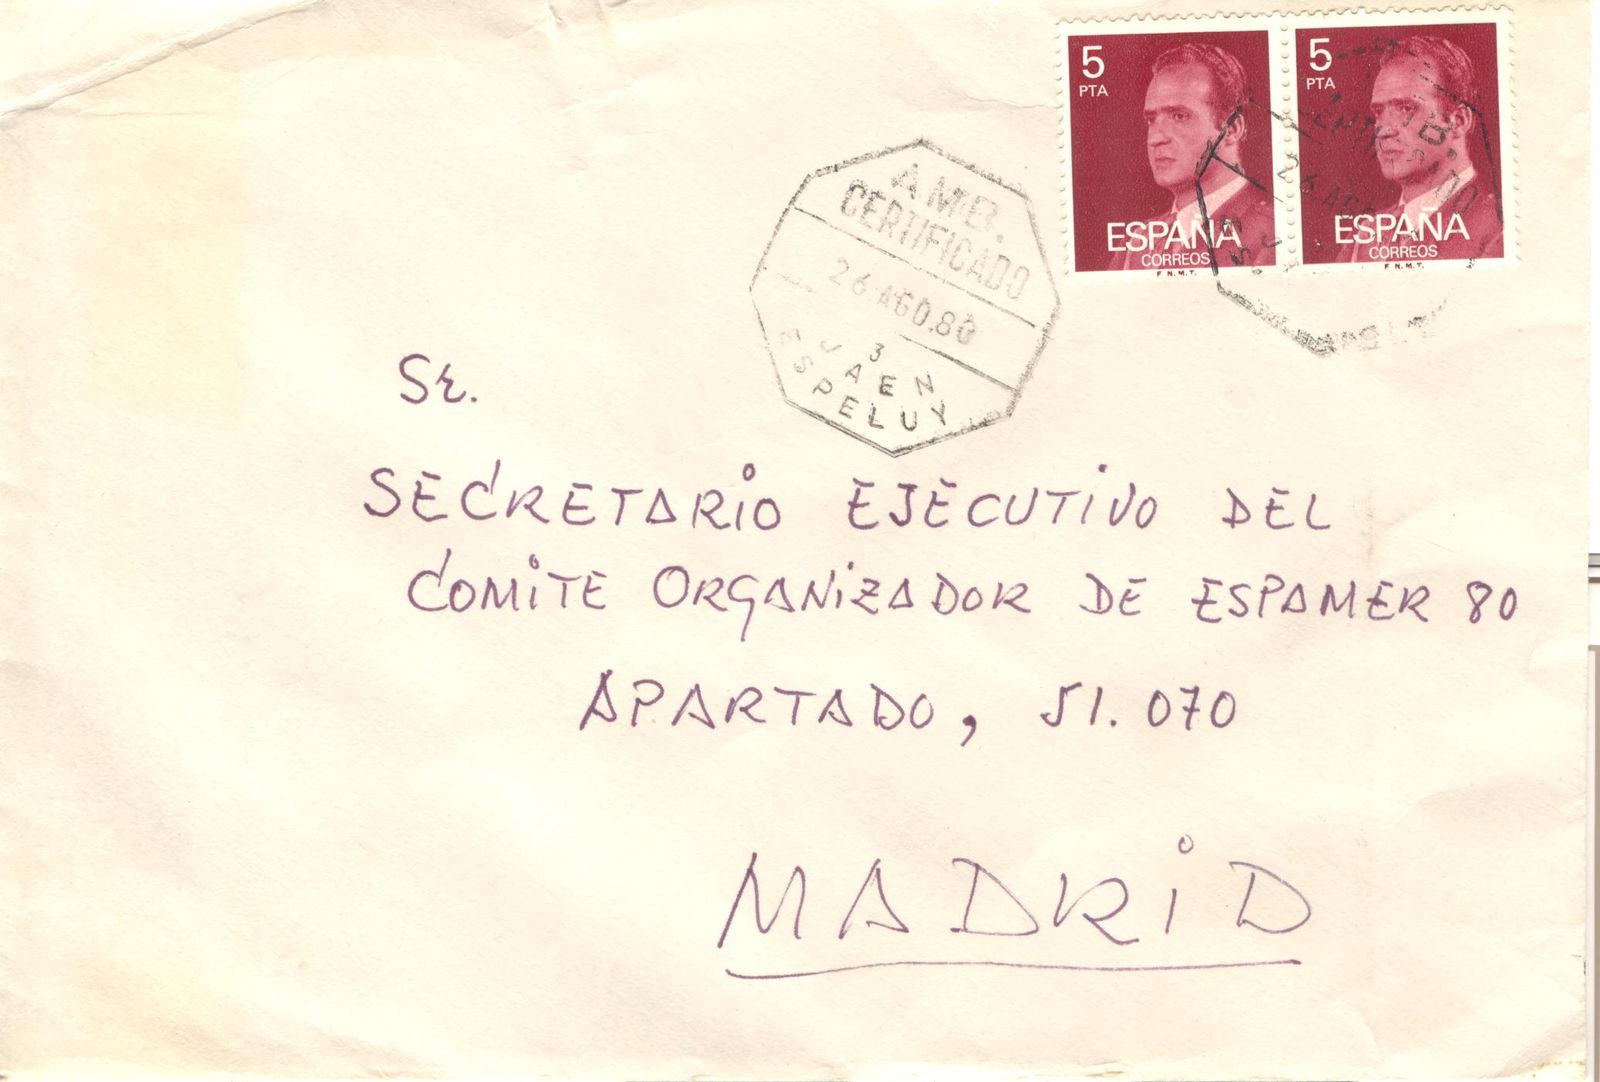 5
PTA
ESPAÑA
CORREOS
F.N.M.T.
5
PTA
ESPAÑA
CORREOS
F.N.M.T.
AMB.
CERTIFICADO
26 AGO.80
3
JAEN
ESPELUY
Sr.
SECRETARIO EJECUTIVO DEL
COMITE ORGANIZADOR DE ESPAMER 80
APARTADO, 51.070
MADRID